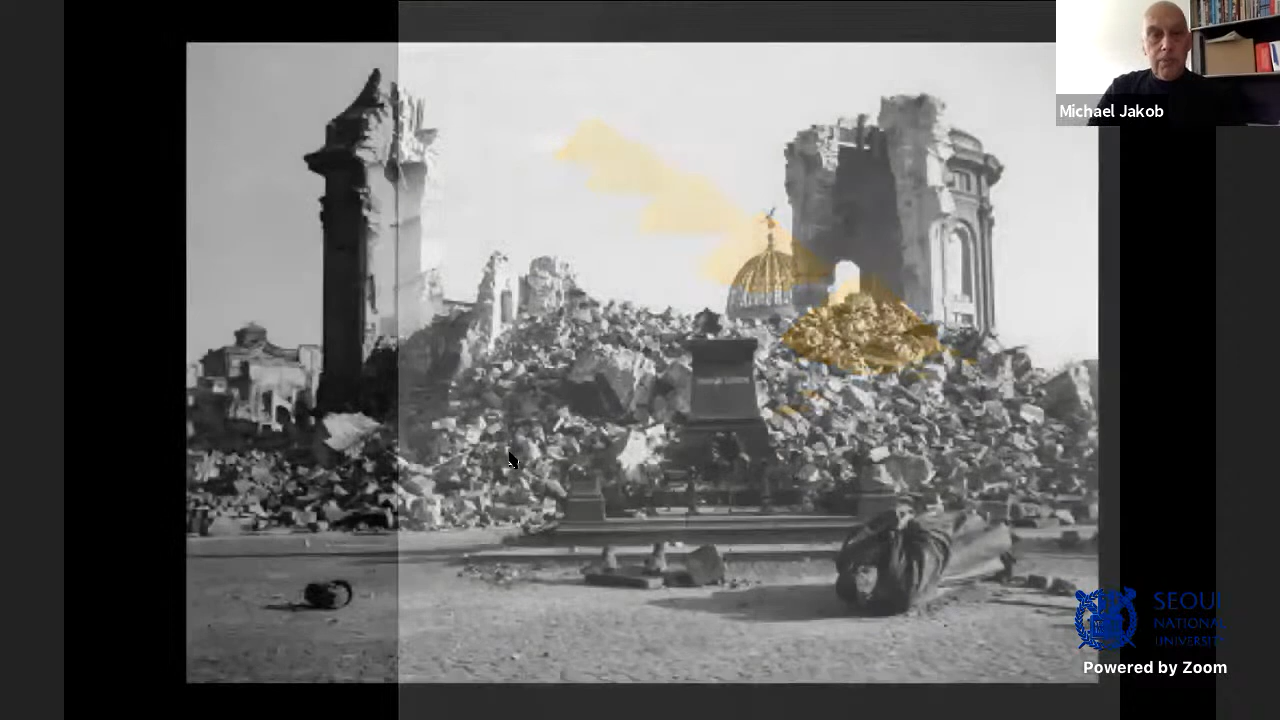 Michael Jakob
SEOUL
NATIONAL
UNIVERSITY
Powered by Zoom